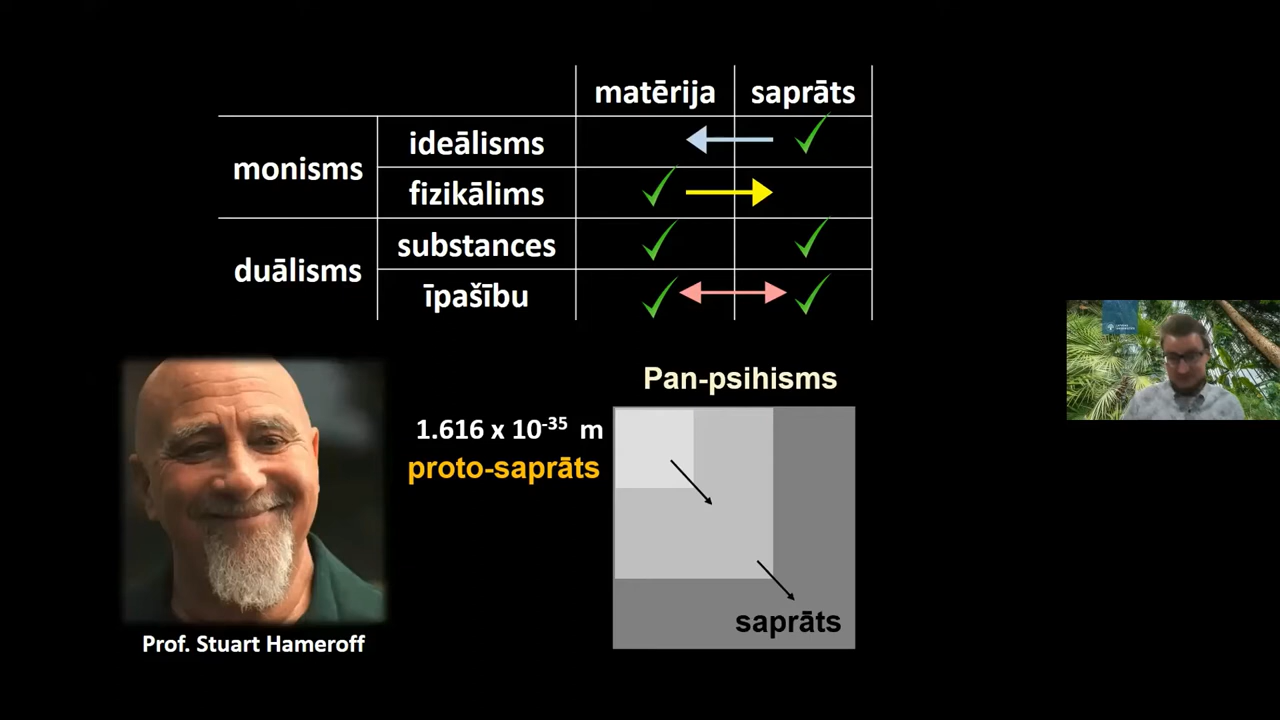 matērija saprāts
monisms
ideālisms
fizikālims
duālisms
substances
īpašību
Pan-psihisms
1.616 x 10⁻³⁵ m
proto-saprāts
saprāts
Prof. Stuart Hameroff